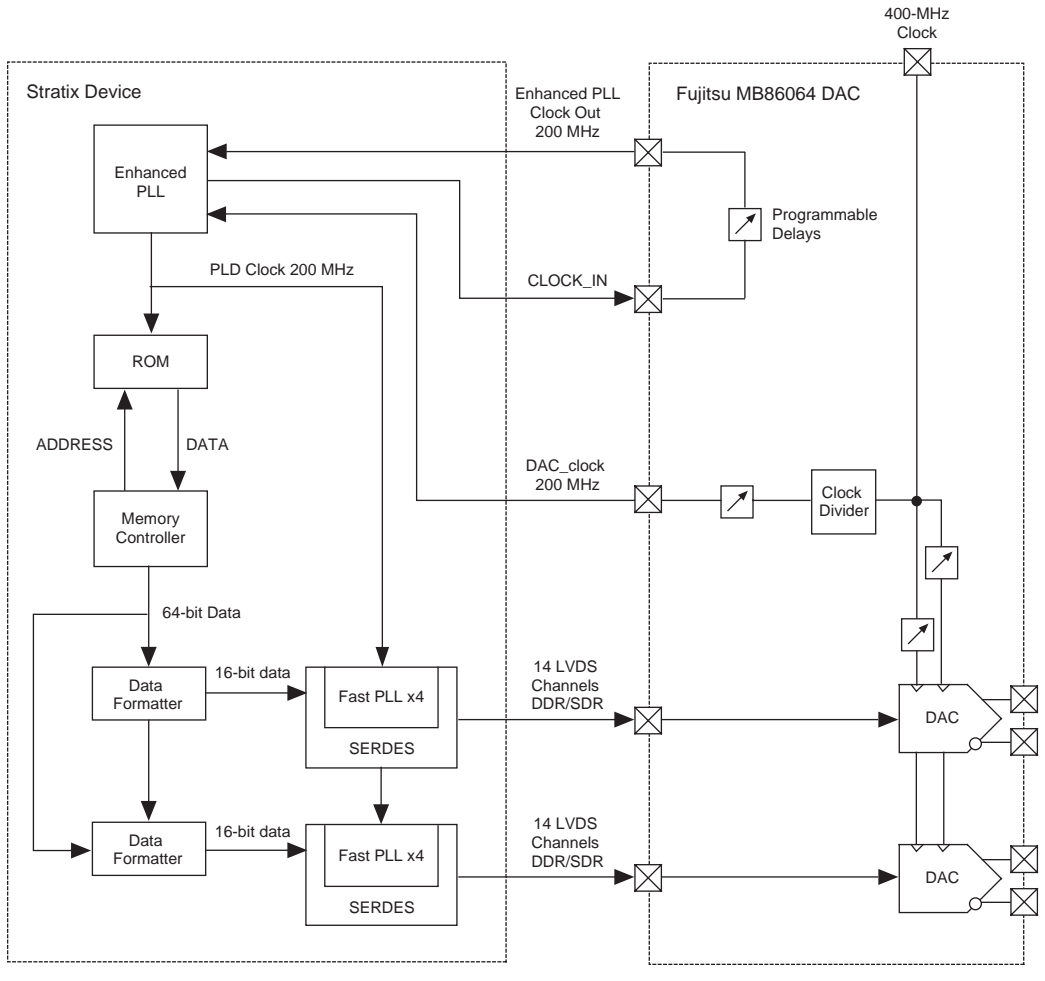 400-MHz
Clock
Stratix Device
Enhanced PLL
Clock Out
200 MHz
Fujitsu MB86064 DAC
Enhanced
PLL
Programmable
Delays
PLD Clock 200 MHz
CLOCK_IN
ROM
ADDRESS
DATA
DAC_clock
200 MHz
Clock
Divider
Memory
Controller
64-bit Data
Data
Formatter
16-bit data
Fast PLL x4
SERDES
14 LVDS
Channels
DDR/SDR
DAC
Data
Formatter
16-bit data
Fast PLL x4
SERDES
14 LVDS
Channels
DDR/SDR
DAC